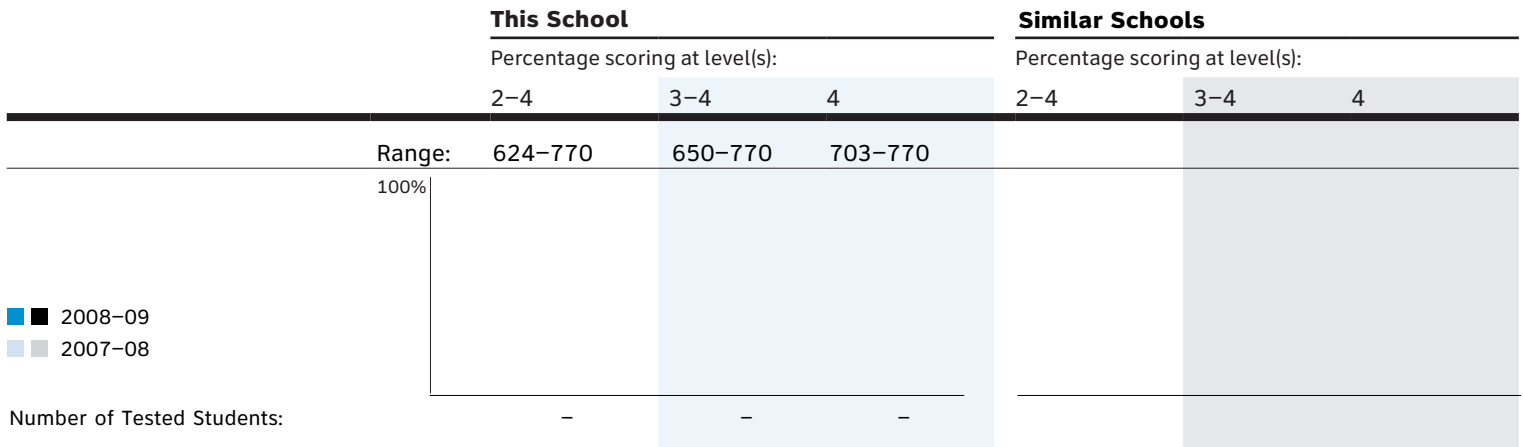 This School Similar Schools
Percentage scoring at level(s): Percentage scoring at level(s):
2–4 3–4 4 2–4 3–4 4
Range: 624–770 650–770 703–770
100%
2008–09
2007–08
Number of Tested Students: – – –